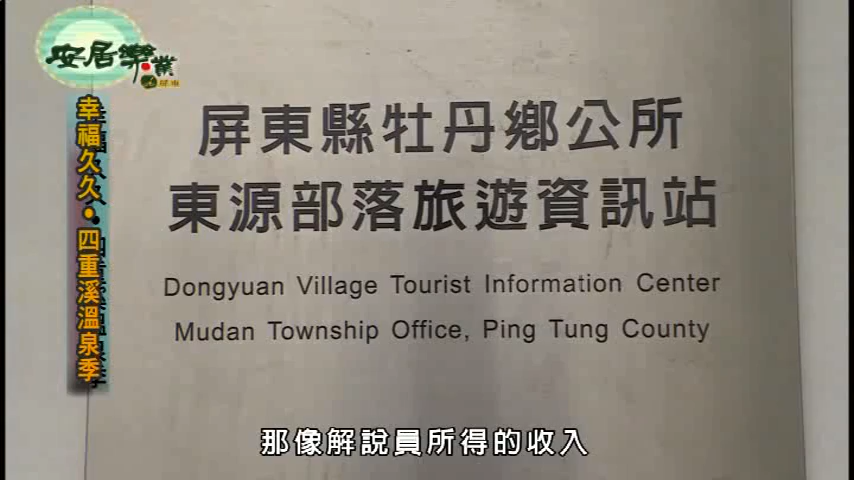 安居樂業
幸福久久•四重溪溫泉季
屏東縣牡丹鄉公所
東源部落旅遊資訊站
Dongyuan Village Tourist Information Center
Mudan Township Office, Ping Tung County
那像解說員所得的收入